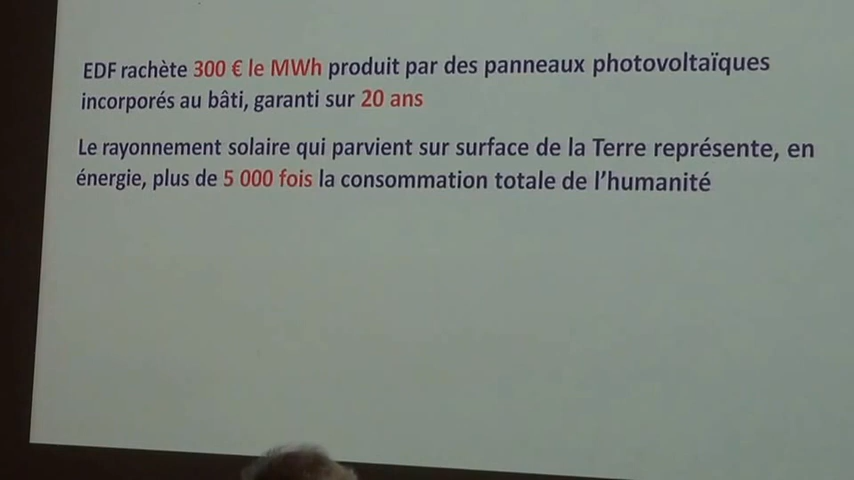 EDF rachète 300 € le MWh produit par des panneaux photovoltaïques
incorporés au bâti, garanti sur 20 ans
Le rayonnement solaire qui parvient sur surface de la Terre représente, en
énergie, plus de 5 000 fois la consommation totale de l’humanité